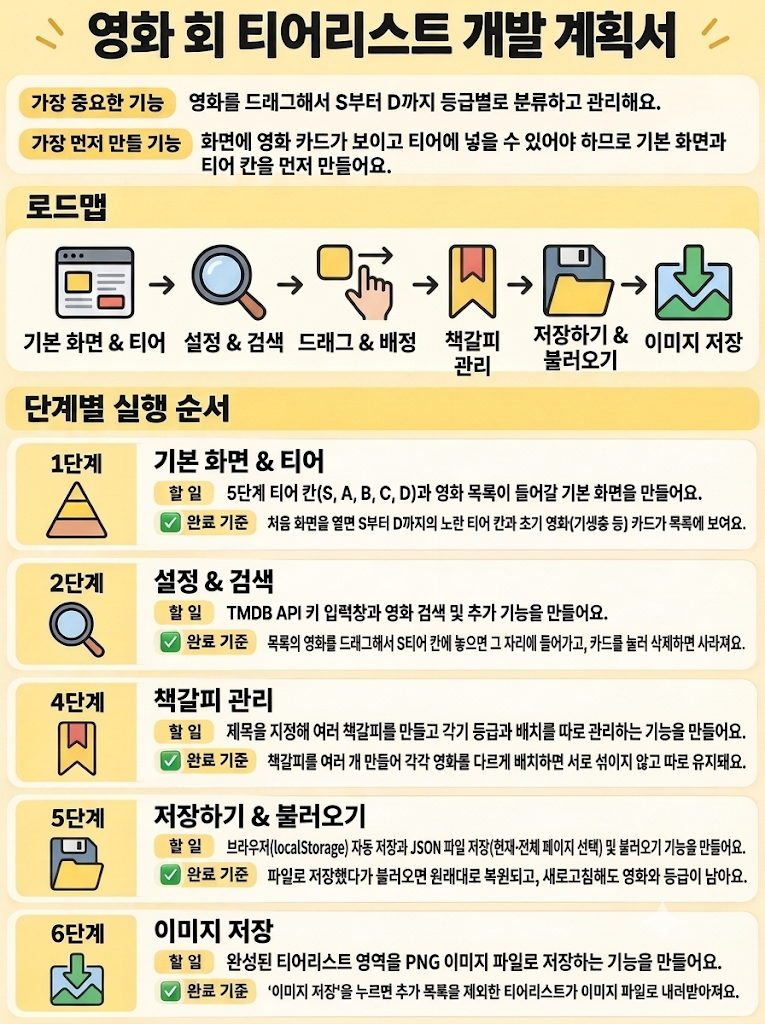 영화 회 티어리스트 개발 계획서
가장 중요한 기능 영화를 드래그해서 S부터 D까지 등급별로 분류하고 관리해요.
가장 먼저 만들 기능 화면에 영화 카드가 보이고 티어에 넣을 수 있어야 하므로 기본 화면과
티어 칸을 먼저 만들어요.
로드맵
기본 화면 & 티어
설정 & 검색
드래그 & 배정
책갈피
관리
저장하기 &
불러오기
이미지 저장
단계별 실행 순서
1단계
기본 화면 & 티어
할 일 5단계 티어 칸(S, A, B, C, D)과 영화 목록이 들어갈 기본 화면을 만들어요.
완료 기준 처음 화면을 열면 S부터 D까지의 노란 티어 칸과 초기 영화(기생충 등) 카드가 목록에 보여요.
2단계
설정 & 검색
할 일 TMDB API 키 입력창과 영화 검색 및 추가 기능을 만들어요.
완료 기준 목록의 영화를 드래그해서 S티어 칸에 놓으면 그 자리에 들어가고, 카드를 눌러 삭제하면 사라져요.
4단계
책갈피 관리
할 일 제목을 지정해 여러 책갈피를 만들고 각기 등급과 배치를 따로 관리하는 기능을 만들어요.
완료 기준 책갈피를 여러 개 만들어 각각 영화를 다르게 배치하면 서로 섞이지 않고 따로 유지돼요.
5단계
저장하기 & 불러오기
할 일 브라우저(localStorage) 자동 저장과 JSON 파일 저장(현재·전체 페이지 선택) 및 불러오기 기능을 만들어요.
완료 기준 파일로 저장했다가 불러오면 원래대로 복원되고, 새로고침해도 영화와 등급이 남아요.
6단계
이미지 저장
할 일 완성된 티어리스트 영역을 PNG 이미지 파일로 저장하는 기능을 만들어요.
완료 기준 '이미지 저장'을 누르면 추가 목록을 제외한 티어리스트가 이미지 파일로 내려받아져요.